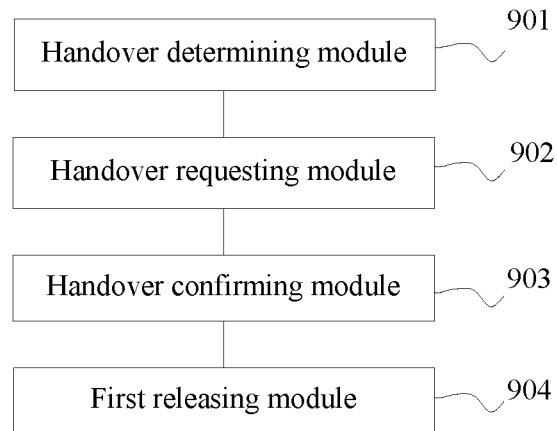 901
Handover determining module
902
Handover requesting module
903
Handover confirming module
904
First releasing module